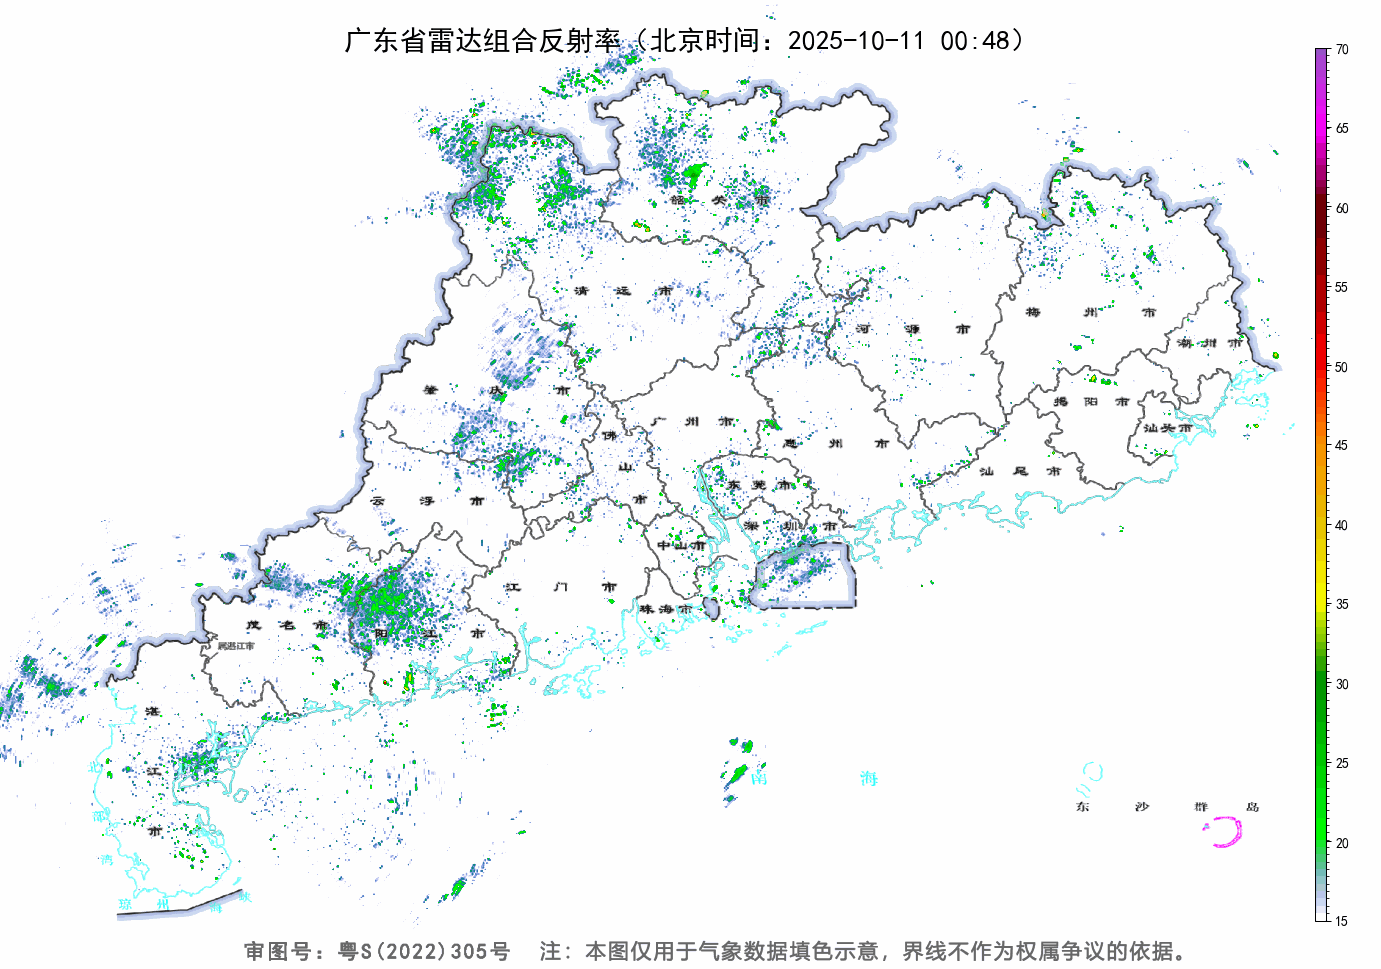 广东省雷达组合反射率（北京时间：2025-10-11 00:48）
70
65
60
55
50
45
40
35
30
25
20
15
韶关市
清远市
河源市
梅州市
潮州市
肇庆市
广州市
佛山市
惠州市
揭阳市
汕头市
汕尾市
云浮市
东莞市
深圳市
中山市
江门市
珠海市
茂名市
阳江市
属湛江市
湛江市
北部湾
琼州海峡
南海
东沙群岛
审图号：粤S(2022)305号 注：本图仅用于气象数据填色示意，界线不作为权属争议的依据。